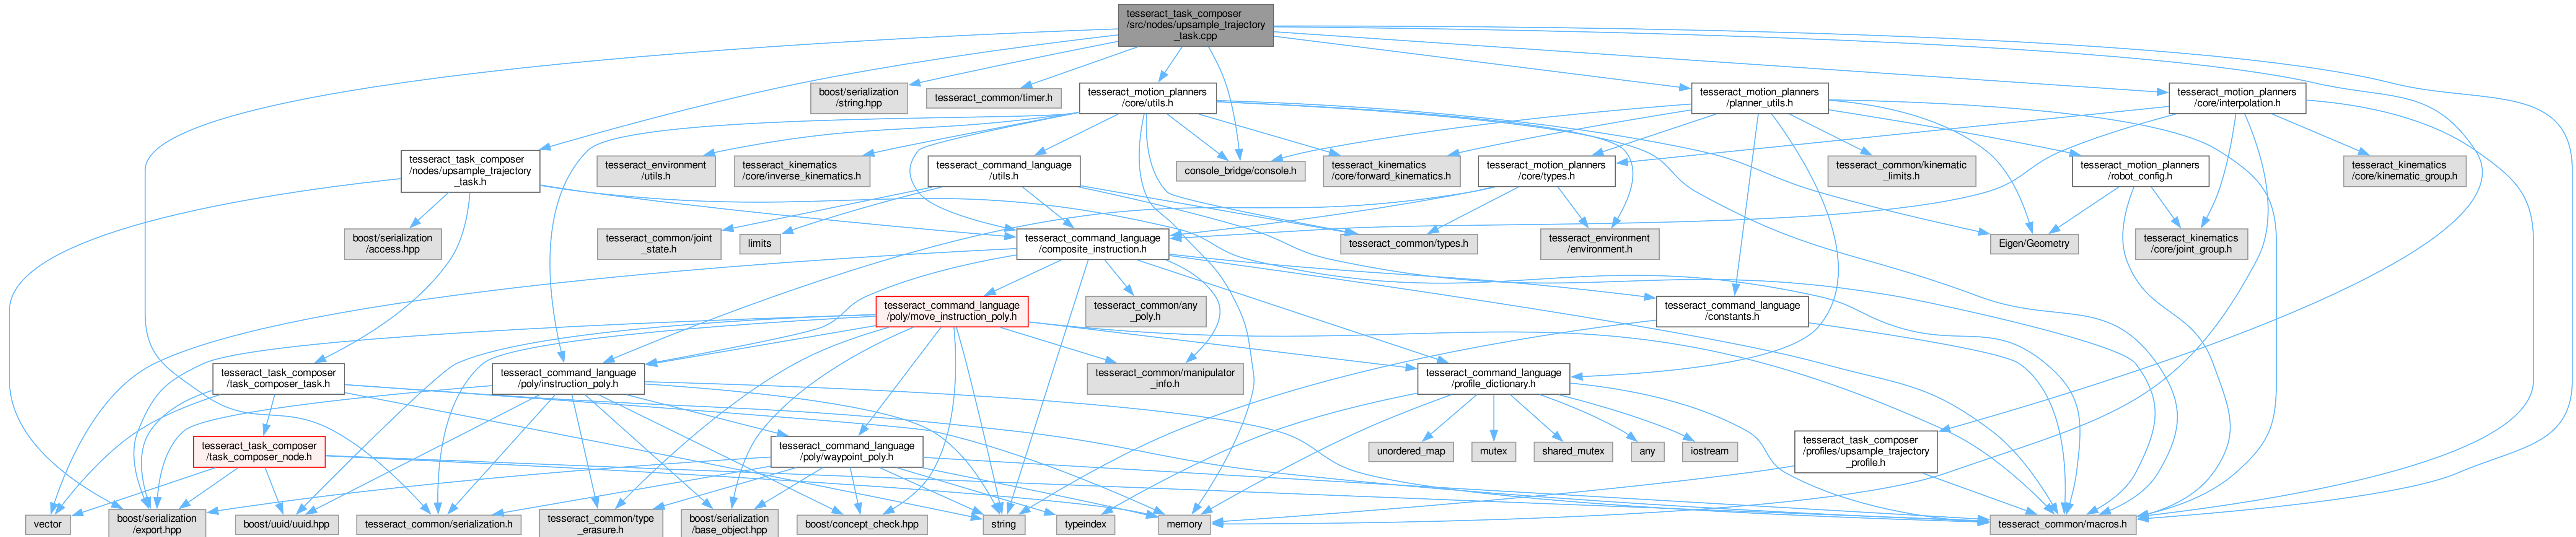 tesseract_task_composer
/src/nodes/upsample_trajectory
_task.cpp
boost/serialization
/string.hpp
tesseract_common/timer.h
tesseract_motion_planners
/core/utils.h
tesseract_motion_planners
/planner_utils.h
tesseract_motion_planners
/core/interpolation.h
tesseract_task_composer
/nodes/upsample_trajectory
_task.h
tesseract_environment
/utils.h
tesseract_kinematics
/core/inverse_kinematics.h
tesseract_command_language
/utils.h
console_bridge/console.h
tesseract_kinematics
/core/forward_kinematics.h
tesseract_motion_planners
/core/types.h
tesseract_common/kinematic
_limits.h
tesseract_motion_planners
/robot_config.h
tesseract_kinematics
/core/kinematic_group.h
boost/serialization
/access.hpp
tesseract_common/joint
_state.h
limits
tesseract_command_language
/composite_instruction.h
tesseract_common/types.h
tesseract_environment
/environment.h
Eigen/Geometry
tesseract_kinematics
/core/joint_group.h
tesseract_command_language
/poly/move_instruction_poly.h
tesseract_common/any
_poly.h
tesseract_command_language
/constants.h
tesseract_task_composer
/task_composer_task.h
tesseract_command_language
/poly/instruction_poly.h
tesseract_common/manipulator
_info.h
tesseract_command_language
/profile_dictionary.h
tesseract_task_composer
/task_composer_node.h
tesseract_command_language
/poly/waypoint_poly.h
unordered_map
mutex
shared_mutex
any
iostream
tesseract_task_composer
/profiles/upsample_trajectory
_profile.h
vector
boost/serialization
/export.hpp
boost/uuid/uuid.hpp
tesseract_common/serialization.h
tesseract_common/type
_erasure.h
boost/serialization
/base_object.hpp
boost/concept_check.hpp
string
typeindex
memory
tesseract_common/macros.h